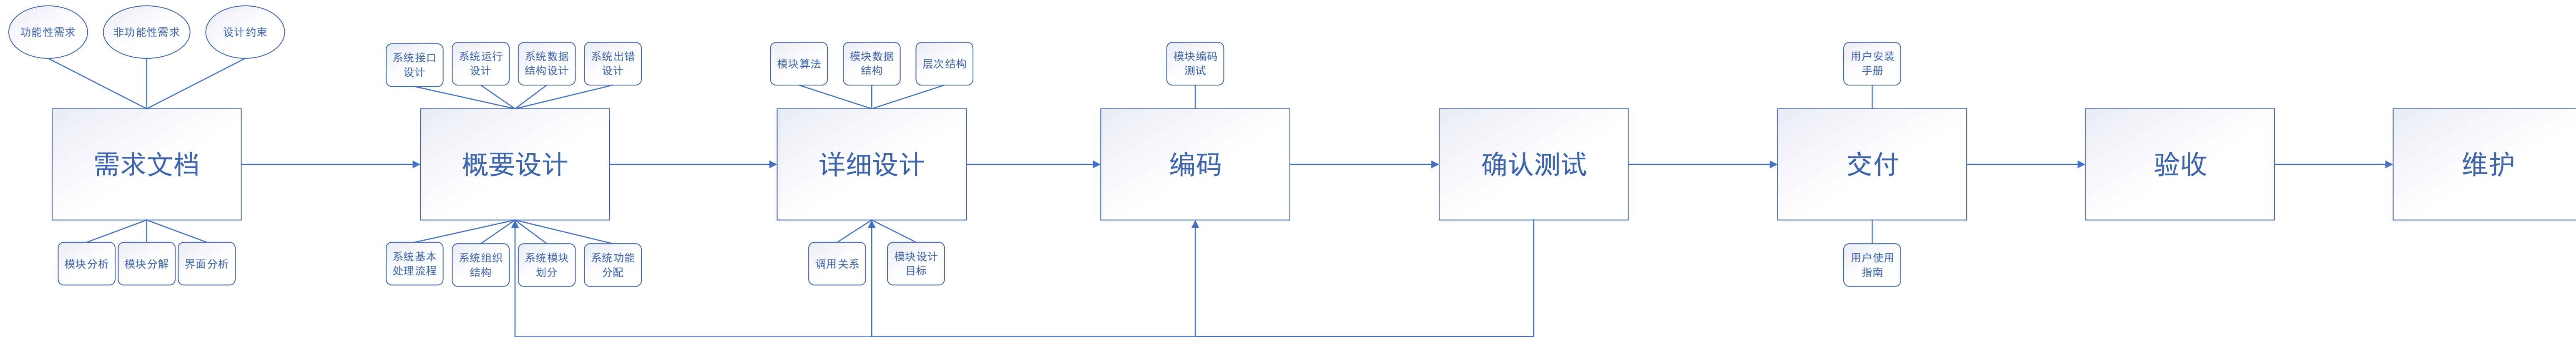 功能性需求
非功能性需求
设计约束
系统接口
设计
系统运行
设计
系统数据
结构设计
系统出错
设计
模块算法
模块数据
结构
层次结构
模块编码
测试
用户安装
手册
需求文档
概要设计
详细设计
编码
确认测试
交付
验收
维护
模块分析
模块分解
界面分析
系统基本
处理流程
系统组织
结构
系统模块
划分
系统功能
分配
调用关系
模块设计
目标
用户使用
指南